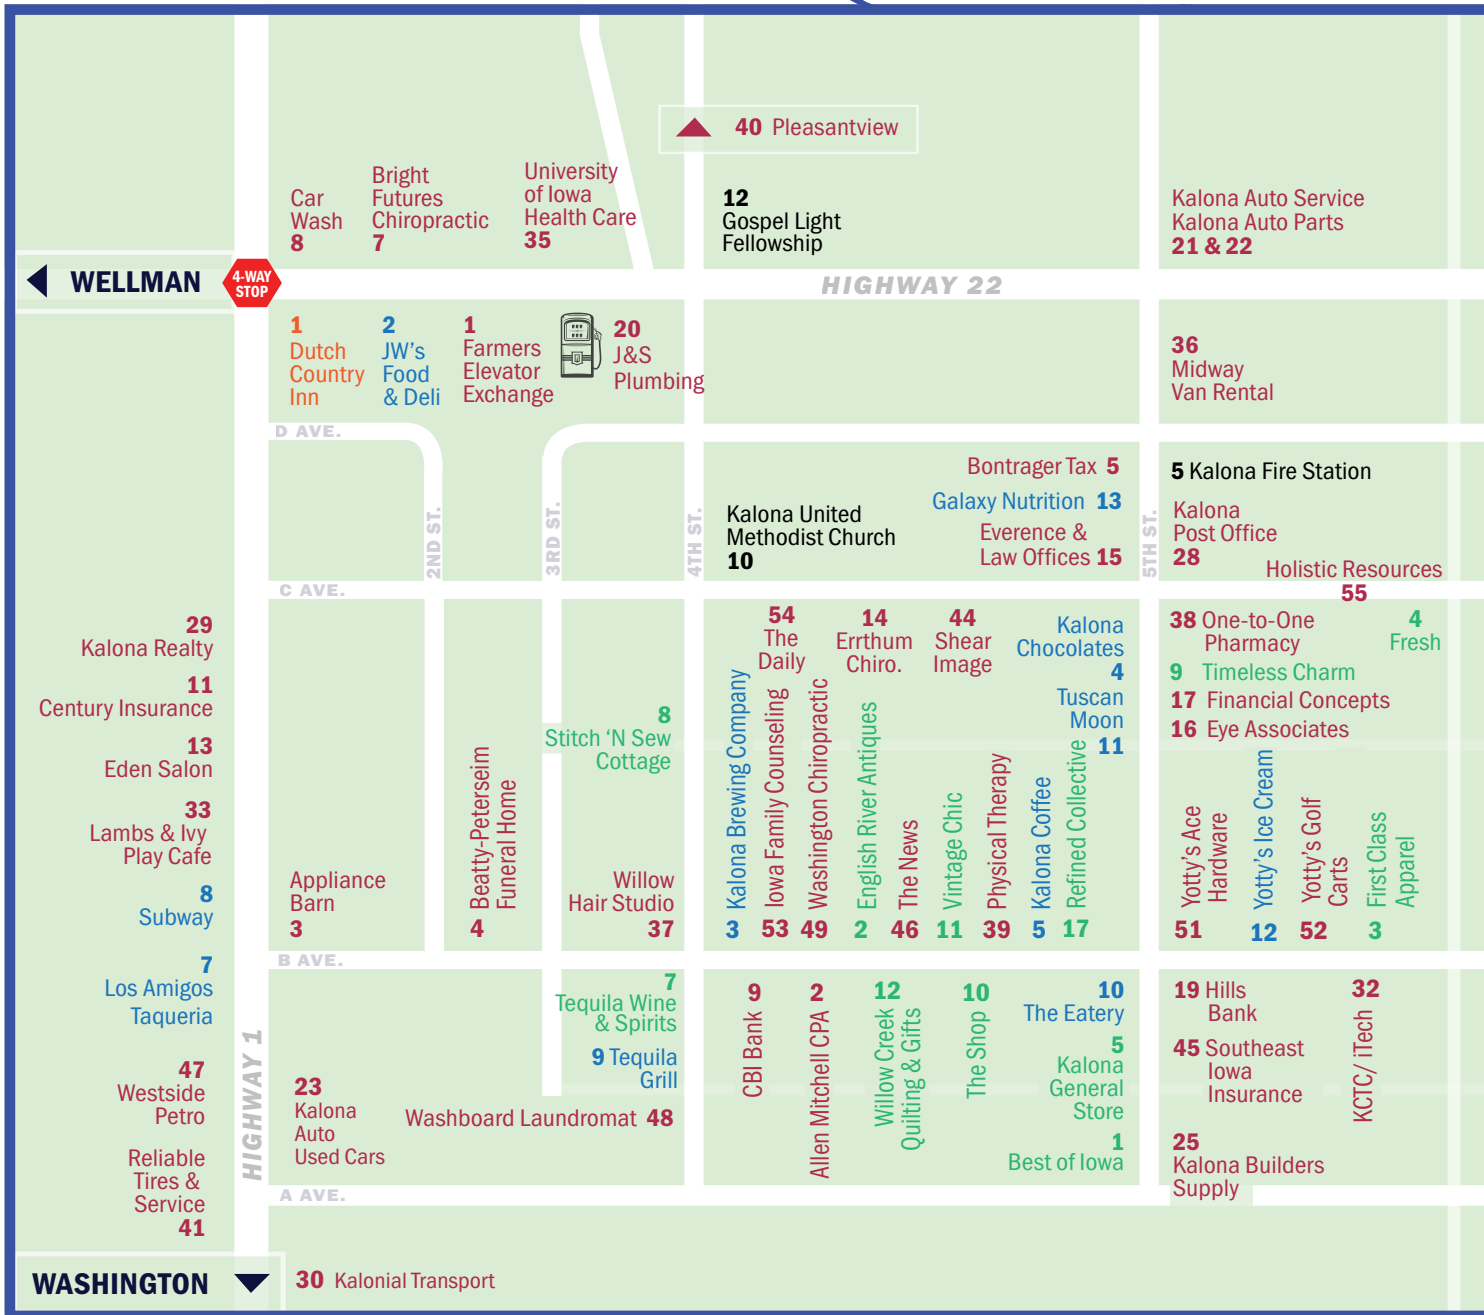 40 Pleasantview
Car
Wash
8
Bright
Futures
Chiropractic
7
University
of Iowa
Health Care
35
12
Gospel Light
Fellowship
Kalona Auto Service
Kalona Auto Parts
21 & 22
WELLMAN
4-WAY
STOP
HIGHWAY 22
1
Dutch
Country
Inn
2
JW's
Food
& Deli
1
Farmers
Elevator
Exchange
20
J&S
Plumbing
36
Midway
Van Rental
D AVE.
2ND ST.
3RD ST.
4TH ST.
5TH ST.
Kalona United
Methodist Church
10
Bontrager Tax 5
Galaxy Nutrition 13
Everence &
Law Offices 15
5 Kalona Fire Station
Kalona
Post Office
28
Holistic Resources
55
C AVE.
29
Kalona Realty
11
Century Insurance
13
Eden Salon
33
Lambs & Ivy
Play Cafe
8
Subway
7
Los Amigos
Taqueria
47
Westside
Petro
Reliable
Tires &
Service
41
HIGHWAY 1
Appliance
Barn
3
Beatty-Peterseim
Funeral Home
4
8
Stitch 'N Sew
Cottage
Willow
Hair Studio
37
54
The
Daily
14
Errthum
Chiro.
44
Shear
Image
Kalona
Chocolates
4
Tuscan
Moon
11
Kalona Brewing Company
3
Iowa Family Counseling
53
Washington Chiropractic
49
English River Antiques
2
The News
46
Vintage Chic
11
Physical Therapy
39
Kalona Coffee
5
Refined Collective
17
38 One-to-One
Pharmacy
4
Fresh
9 Timeless Charm
17 Financial Concepts
16 Eye Associates
Yotty's Ace
Hardware
51
Yotty's Ice Cream
12
Yotty's Golf
Carts
52
First Class
Apparel
3
B AVE.
23
Kalona
Auto
Used Cars
7
Tequila Wine
& Spirits
9 Tequila
Grill
Washboard Laundromat 48
9
CBI Bank
2
Allen Mitchell CPA
12
Willow Creek
Quilting & Gifts
10
The Shop
10
The Eatery
5
Kalona
General
Store
1
Best of Iowa
19 Hills
Bank
45 Southeast
Iowa
Insurance
32
KCTC/ iTech
25
Kalona Builders
Supply
A AVE.
WASHINGTON
30 Kalonial Transport